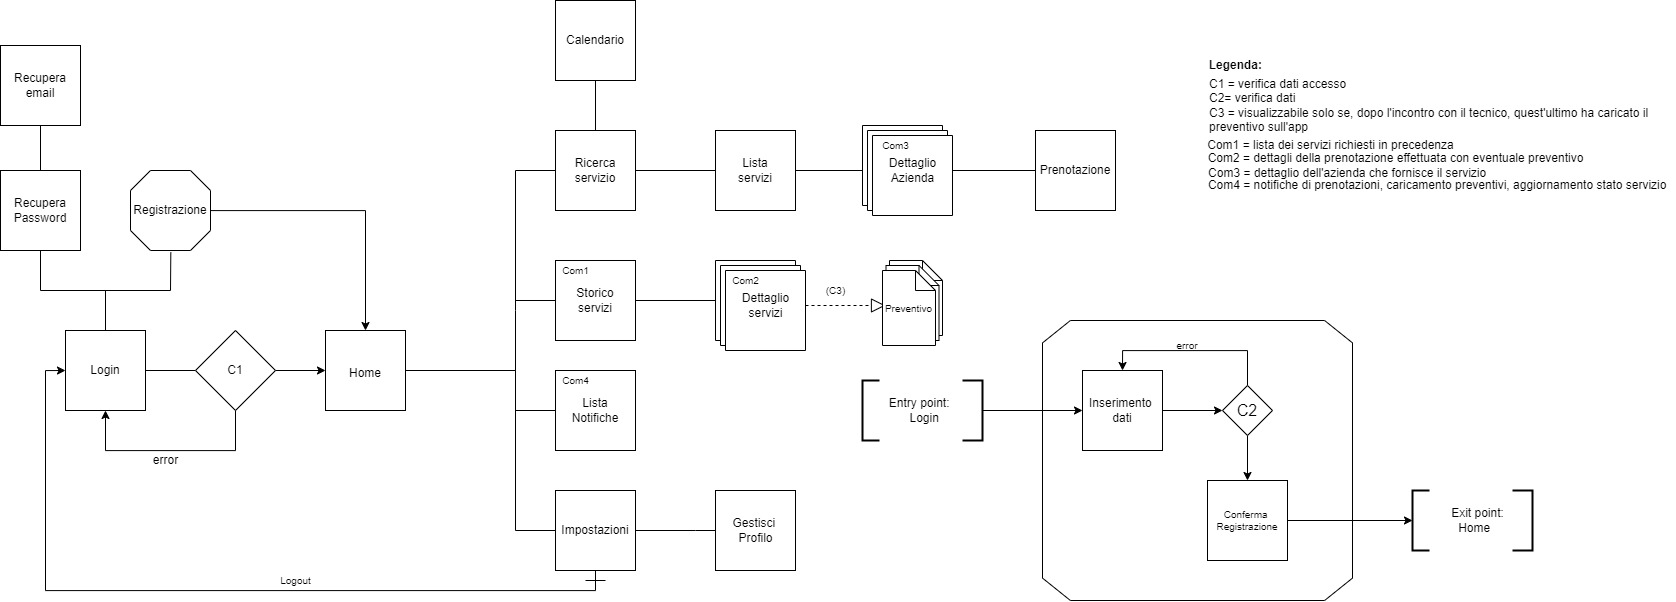 Calendario
Recupera
email
Recupera
Password
Registrazione
Ricerca
servizio
Lista
servizi
Com3
Dettaglio
Azienda
Prenotazione
Legenda:
C1 = verifica dati accesso
C2= verifica dati
C3 = visualizzabile solo se, dopo l'incontro con il tecnico, quest'ultimo ha caricato il
preventivo sull'app
Com1 = lista dei servizi richiesti in precedenza
Com2 = dettagli della prenotazione effettuata con eventuale preventivo
Com3 = dettaglio dell'azienda che fornisce il servizio
Com4 = notifiche di prenotazioni, caricamento preventivi, aggiornamento stato servizio
Com1
Storico
servizi
Com2
Dettaglio
servizi
(C3)
Preventivo
Login
C1
Home
error
Com4
Lista
Notifiche
Impostazioni
Gestisci
Profilo
Logout
Entry point:
Login
error
Inserimento
dati
C2
Conferma
Registrazione
Exit point:
Home